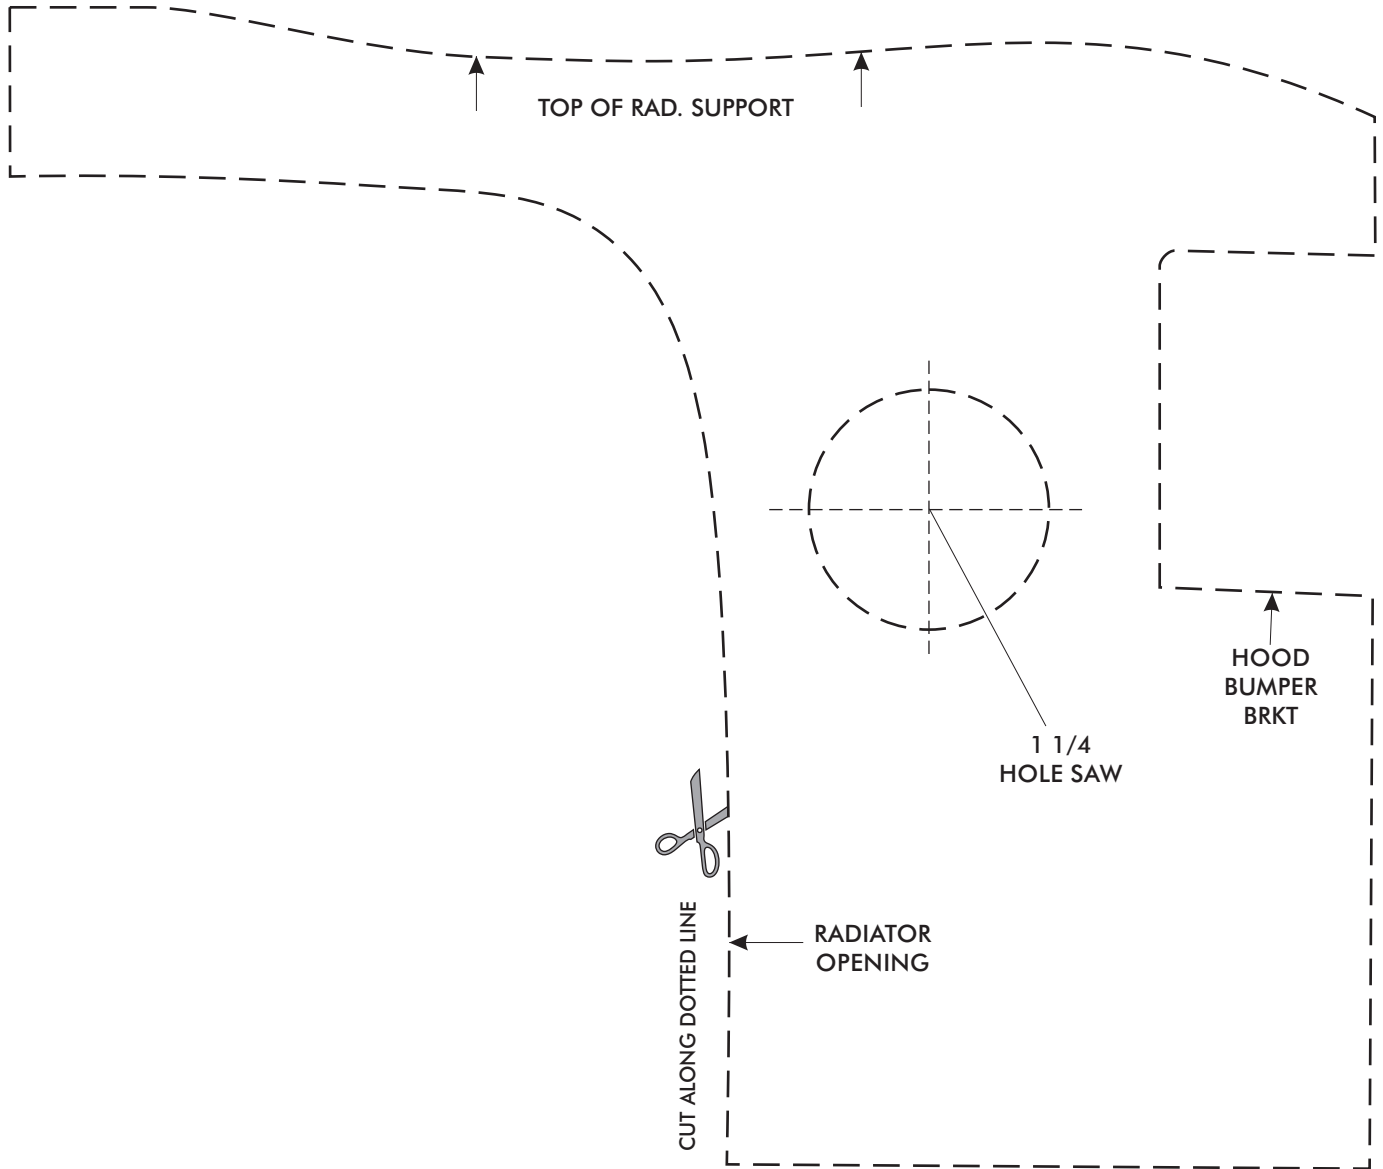 TOP OF RAD. SUPPORT
HOOD
BUMPER
BRKT
1 1/4
HOLE SAW
RADIATOR
OPENING
CUT ALONG DOTTED LINE